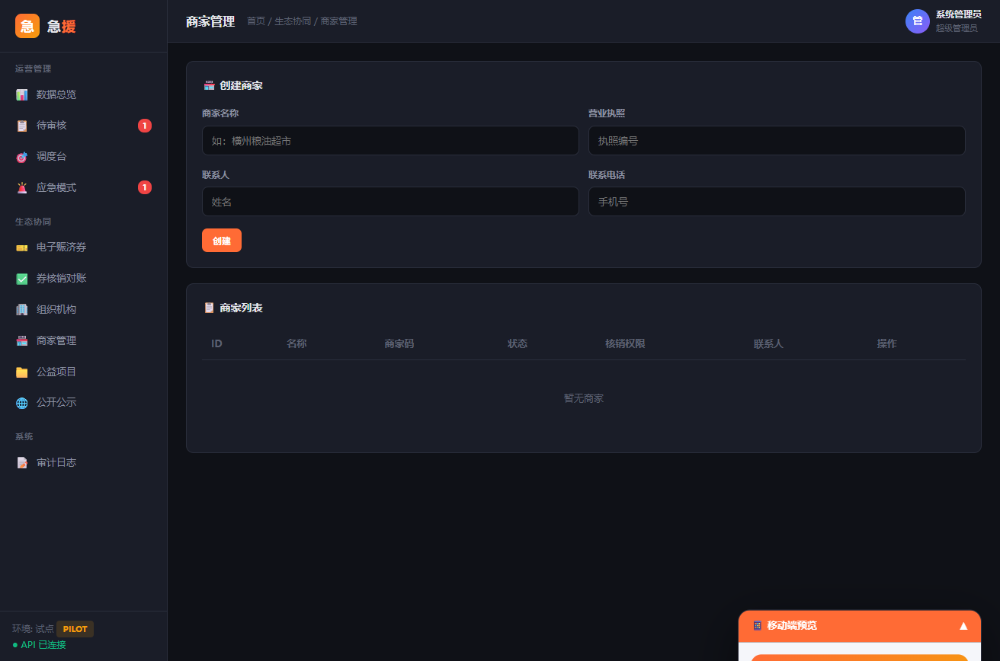 急 急援
运营管理
数据总览
待审核 1
调度台
应急模式 1
生态协同
电子赈济券
券核销对账
组织机构
商家管理
公益项目
公开公示
系统
审计日志
环境: 试点 PILOT
API 已连接
商家管理 首页 / 生态协同 / 商家管理
管 系统管理员
超级管理员
创建商家
商家名称 营业执照
如：横州粮油超市 执照编号
联系人 联系电话
姓名 手机号
创建
商家列表
ID 名称 商家码 状态 核销权限 联系人 操作
暂无商家
移动端预览 ▲